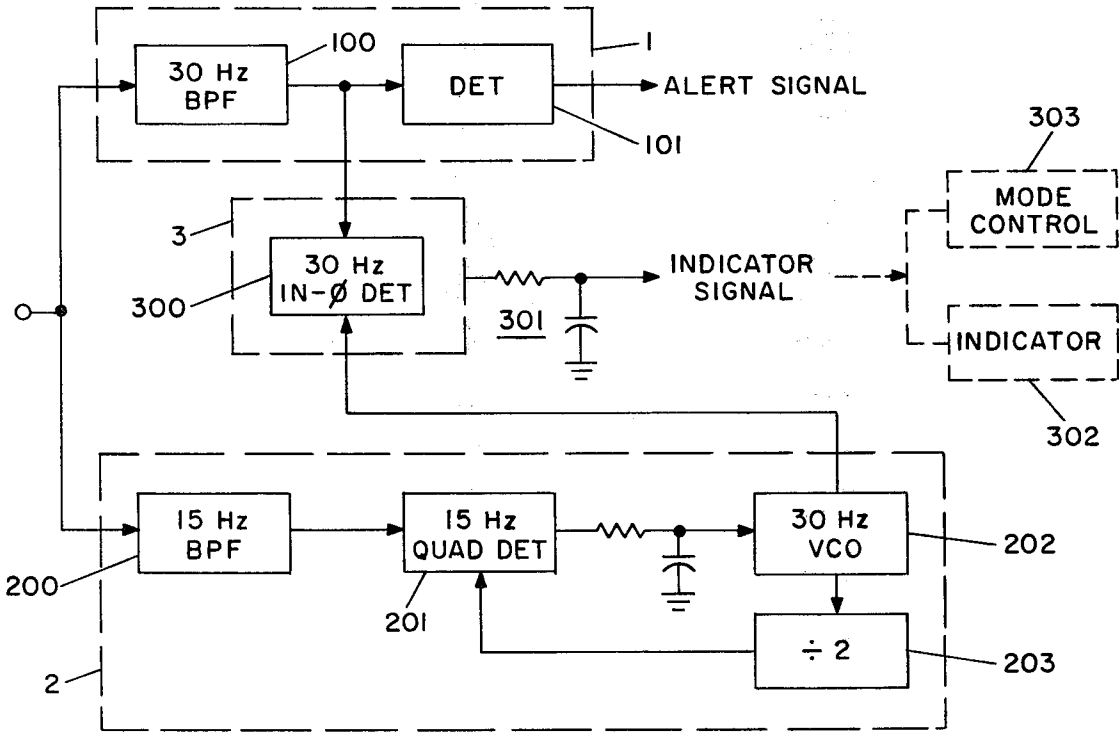 100
1
30 Hz
BPF
DET
ALERT SIGNAL
101
303
MODE
CONTROL
3
30 Hz
IN-Ø DET
300
301
INDICATOR
SIGNAL
INDICATOR
302
15 Hz
BPF
15 Hz
QUAD DET
30 Hz
VCO
202
200
201
÷ 2
203
2